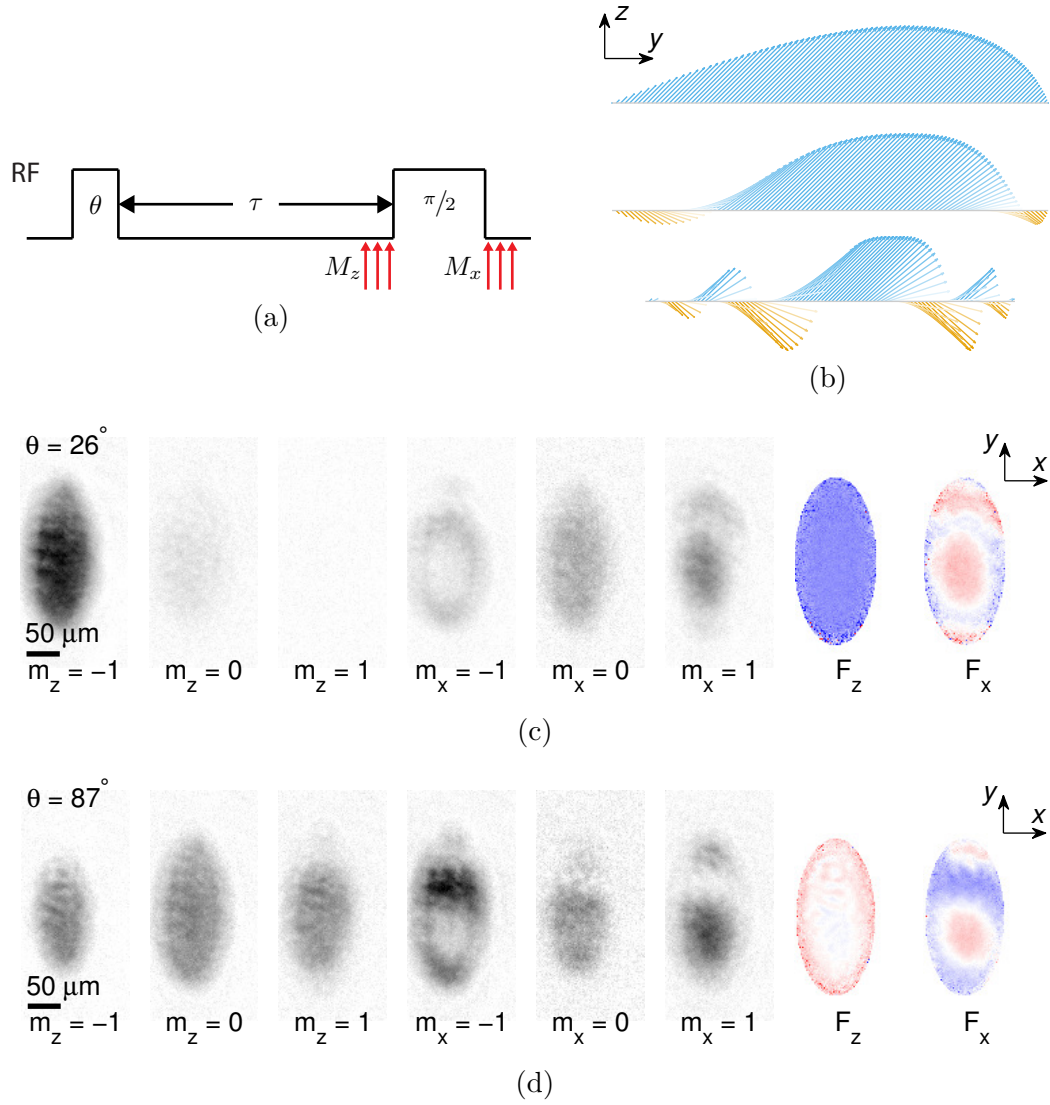 RF
θ
τ
π/2
M_z
M_x
(a)
z
y
(b)
θ = 26°
50 μm
m_z = −1
m_z = 0
m_z = 1
m_x = −1
m_x = 0
m_x = 1
F_z
F_x
y
x
(c)
θ = 87°
50 μm
m_z = −1
m_z = 0
m_z = 1
m_x = −1
m_x = 0
m_x = 1
F_z
F_x
y
x
(d)